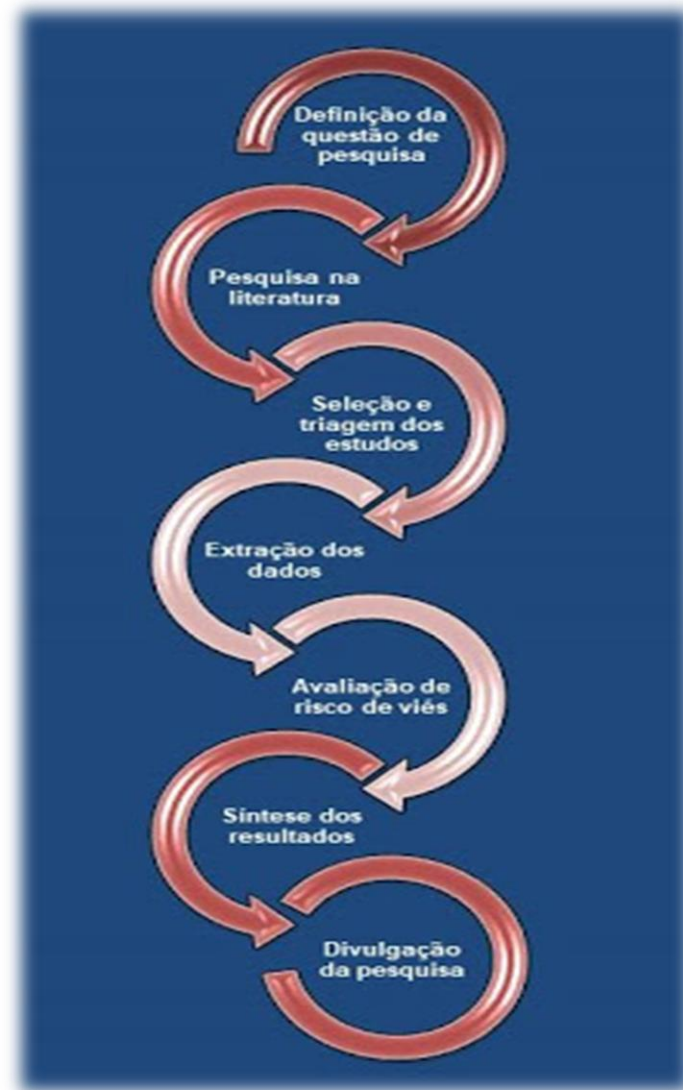 Definição da
questão de
pesquisa
Pesquisa na
literatura
Seleção e
triagem dos
estudos
Extração dos
dados
Avaliação de
risco de viés
Síntese dos
resultados
Divulgação
da pesquisa